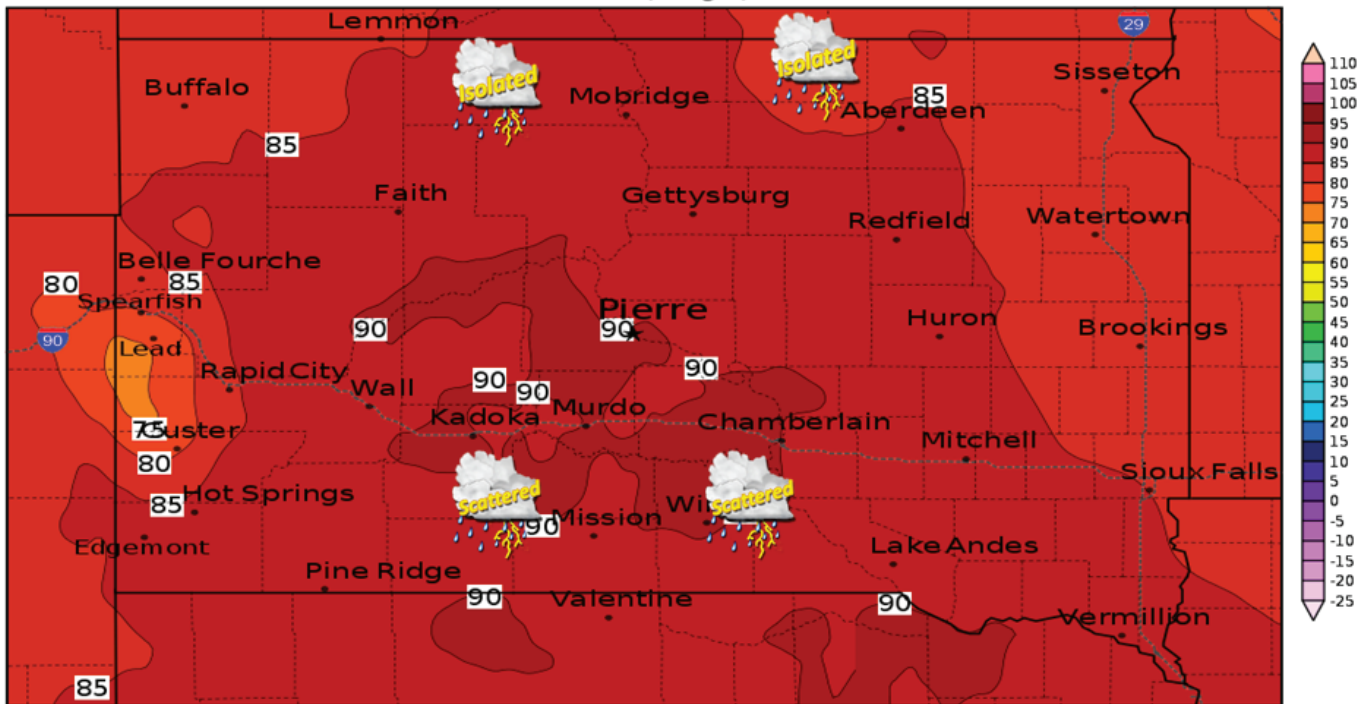 Lemmon
29
110
Isolated
Isolated
Sisseton
105
Buffalo
Mobridge
85
100
Aberdeen
95
85
90
85
Faith
Gettysburg
80
Redfield
Watertown
75
70
Belle Fourche
65
80
85
60
Spearfish
Pierre
55
90
90
Huron
Brookings
50
90
45
Lead
40
Rapid City
90
90
35
Wall
90
30
Kadoka
Murdo
25
75
Custer
Chamberlain
20
Mitchell
15
80
Sioux Falls
10
85
Hot Springs
Scattered
Wi
Scattered
5
90
Mission
0
Edgemont
Lake Andes
-5
Pine Ridge
-10
90
Valentine
90
-15
Vermillion
-20
85
-25